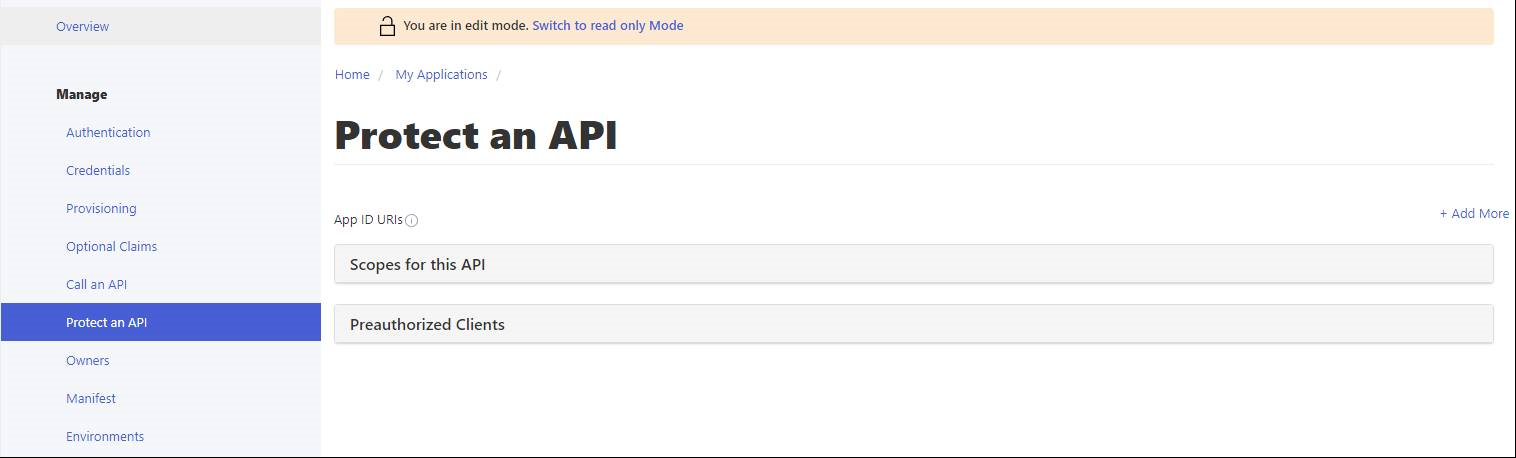 Overview
Manage
Authentication
Credentials
Provisioning
Optional Claims
Call an API
Protect an API
Owners
Manifest
Environments
You are in edit mode. Switch to read only Mode
Home / My Applications /
Protect an API
App ID URIs
+ Add More
Scopes for this API
Preauthorized Clients